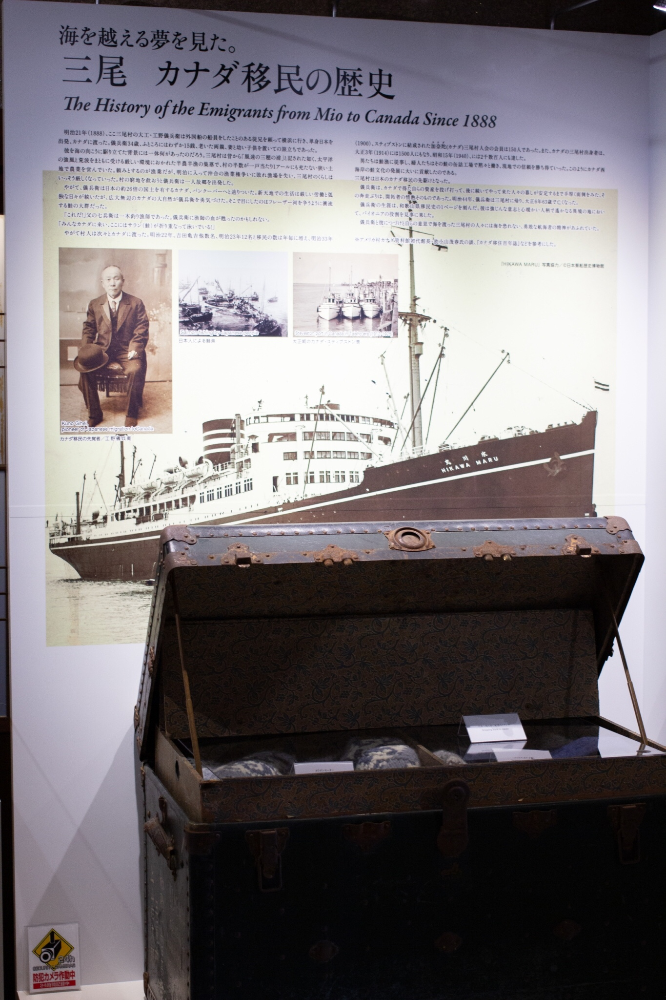 海を越える夢を見た。
三尾 カナダ移民の歴史
The History of the Emigrants from Mio to Canada Since 1888
明治21年(1888)、ここ三尾村の大工・工野儀兵衛は外国船の船員をしたことのある従兄を頼って横浜に行き、単身日本を
出発、カナダに渡った。儀兵衛34歳、ふところにはわずか15銭、老いた両親、妻と幼い子供を置いての旅立ちであった。
彼を海の向こうに駆り立てた背景には一体何があったのだろう。三尾村は昔から「風速の三穂の浦」と記された如く、太平洋
の強風と荒波をまともに受ける厳しい環境におかれた半農半漁の集落で、村の半数が一戸当たり1アールにも充たない狭い土
地で農業を営んでいた。頼みとするのが漁業だが、明治に入って沖合の漁業権争いに敗れ漁場を失い、三尾村のくらしは
いっそう厳しくなっていった。村の窮地を救おうと儀兵衛は一人故郷を出発した。
やがて、儀兵衛は日本の約26倍の国土を有するカナダ、バンクーバーへと辿りついた。新天地での生活は厳しい労働と孤
独な日々が続いたが、広大無辺のカナダの大自然が儀兵衛を勇気づけた。そこで目にしたのはフレーザー河を争うように溯流
する鮭の大群だった。
「これだ!」父の七兵衛は一本釣り漁師であった。儀兵衛に漁師の血が甦ったのかもしれない。
「みんなカナダに来い、ここにはサラン(鮭)が折り重なって泳いでいる!」
やがて村人は次々とカナダに渡った。明治22年、吉田亀吉他数名、明治23年12名と移民の数は年毎に増え、明治33年
(1900)、スティブストンに結成された加奈陀(カナダ)三尾村人会の会員は150人であった。また、カナダの三尾村出身者は、
大正3年(1914)には1500人にもなり、昭和15年(1940)、には2千数百人にも達した。
男たちは鮭漁に従事し、婦人たちはその鮭の缶詰工場で黙々と働き、現地での信頼を勝ち得ていった。このようにカナダ西
海岸の鮭文化の発展に大いに貢献したのである。
三尾村は日本のカナダ移民の先駆けとなった。
儀兵衛は、カナダで得た自らの資産を投げ打って、後に続いてやって来た人々の暮しが安定するまで手厚く面倒をみた。そ
の奔走ぶりは、開拓者の情熱そのものであった。明治44年、儀兵衛は三尾村に帰り、大正6年63歳で亡くなった。
儀兵衛の生涯は、和歌山県移民史の1ページを刻んだ。彼は強じんな意志と心暖かい人柄で遙かなる異境の地におい
て、パイオニアの役割を見事に果した。
儀兵衛と彼につづけと自らの意思で海を渡った三尾村の人々には海を恐れない、勇敢な航海者の精神があふれていた。
※アメリカ村カナダ資料館初代館長・故小山茂春氏の談、『カナダ移住百年誌』などを参考にした。
「HIKAWA MARU」写真協力/©日本郵船歴史博物館
Kuno Gihei,
pioneer of Japanese migration toCanada
カナダ移民の先覚者/工野儀兵衛
Salmon fishing by Japanese people
日本人による鮭漁
Steveston port in Canada in Taisho era (1912-1925)
大正期のカナダ・スティブストン港
丸川氷
HIKAWA MARU
24h
SECURITY CAMERAS
防犯カメラ作動中
24時間記録中